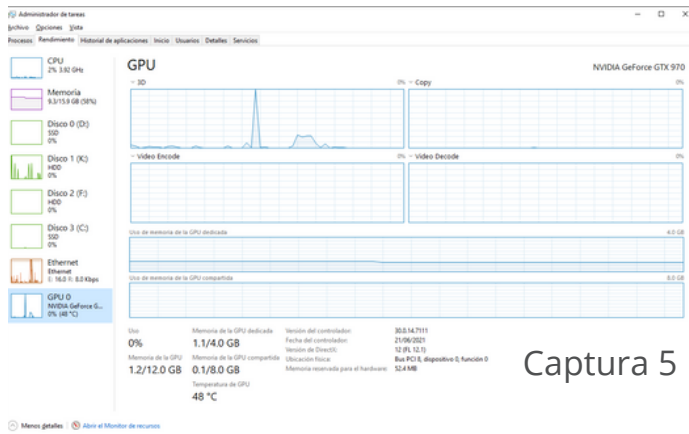 Administrador de tareas
Archivo Opciones Vista
Procesos Rendimiento Historial de aplicaciones Inicio Usuarios Detalles Servicios
CPU
2% 3.92 GHz
Memoria
9.3/15.9 GB (58%)
Disco 0 (D:)
SSD
0%
Disco 1 (K:)
HDD
0%
Disco 2 (F:)
HDD
0%
Disco 3 (C:)
SSD
0%
Ethernet
Ethernet
E: 16.0 R: 8.0 Kbps
GPU 0
NVIDIA GeForce G...
0% (48 °C)
GPU
NVIDIA GeForce GTX 970
3D 0%
Copy 0%
Video Encode 0%
Video Decode 0%
Uso de memoria de la GPU dedicada 4.0 GB
Uso de memoria de la GPU compartida 8.0 GB
Uso
0%
Memoria de la GPU
1.2/12.0 GB
Memoria de la GPU dedicada
1.1/4.0 GB
Memoria de la GPU compartida
0.1/8.0 GB
Temperatura de GPU
48 °C
Versión del controlador: 30.0.14.7111
Fecha del controlador: 21/06/2021
Versión de DirectX: 12 (FL 12.1)
Ubicación física: Bus PCI 8, dispositivo 0; función 0
Memoria reservada para el hardware: 52.4 MB
Captura 5
Menos detalles
Abrir el Monitor de recursos